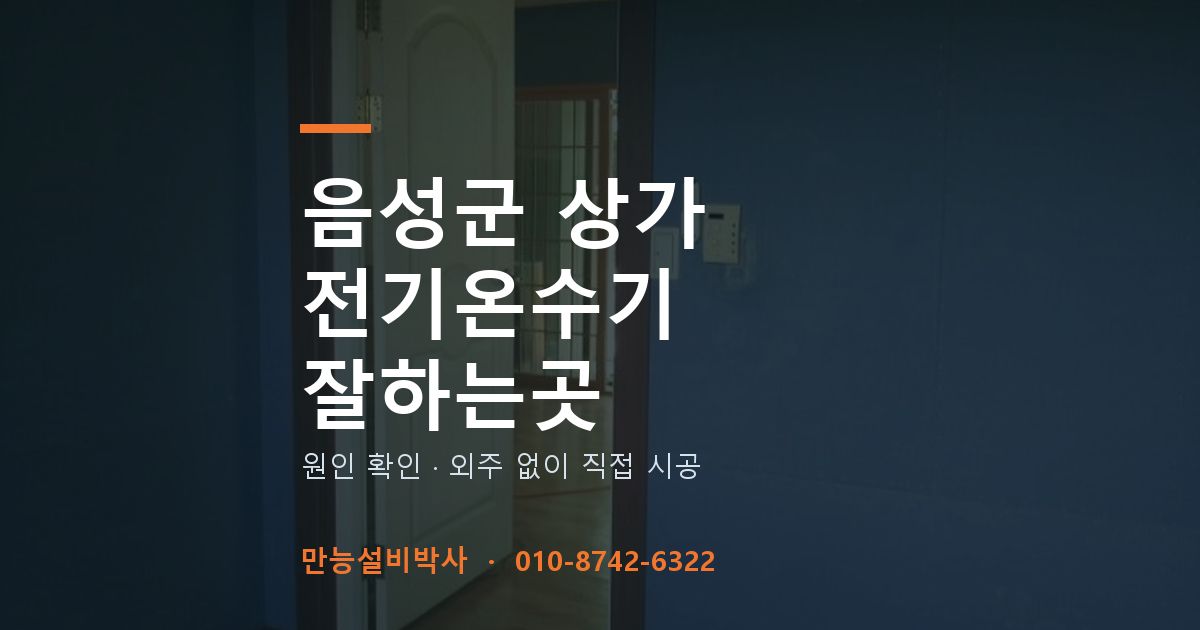 음성군 상가
전기온수기
잘하는곳
원인 확인 · 외주 없이 직접 시공
만능설비박사 · 010-8742-6322